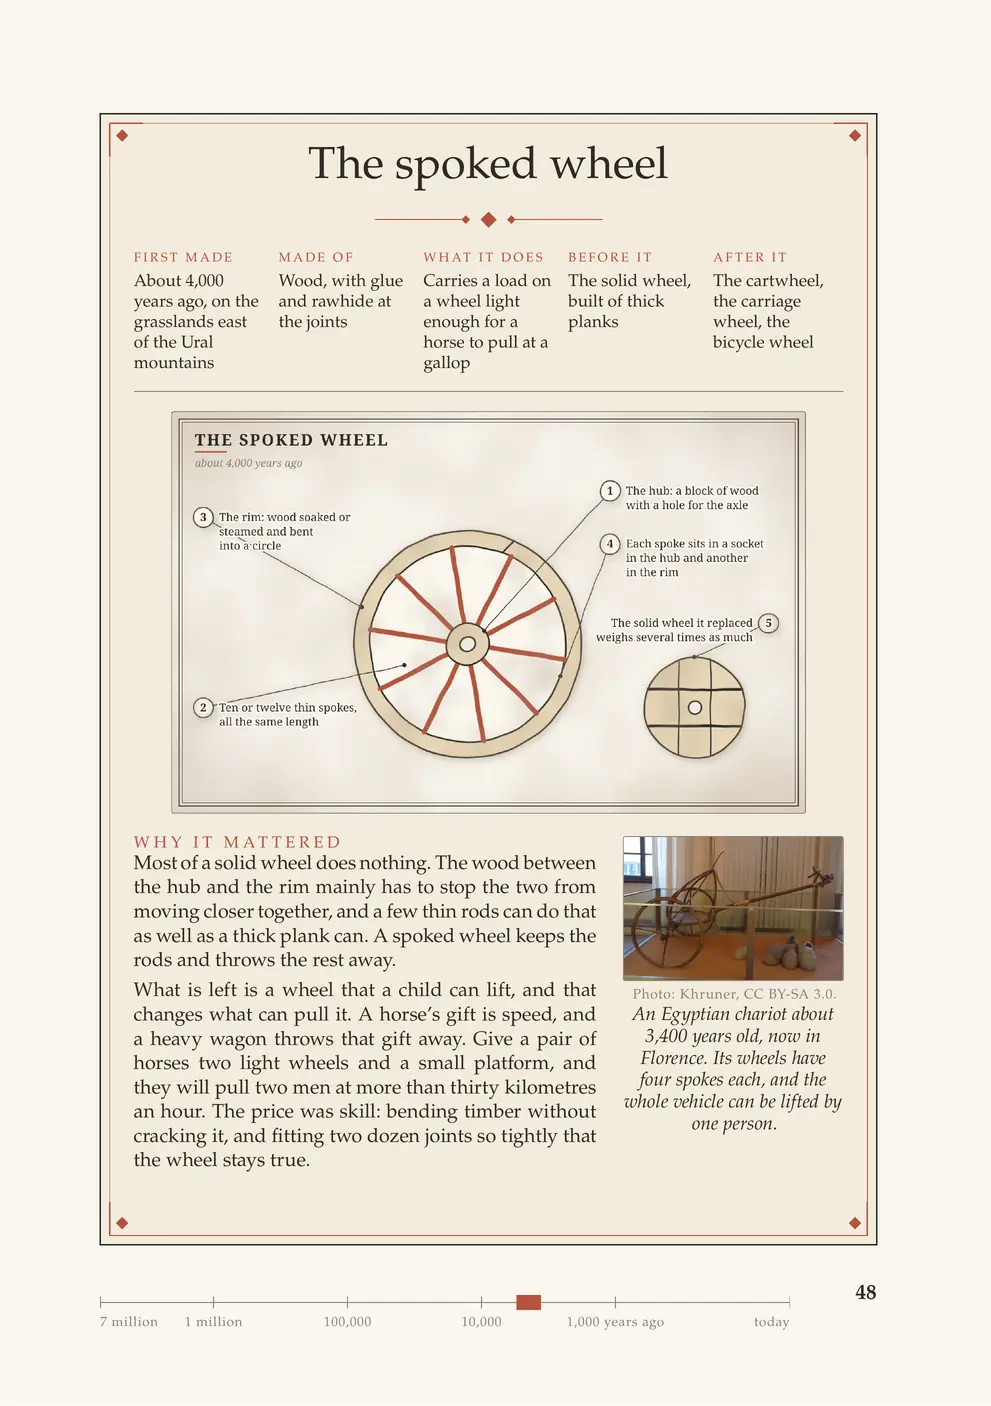 The spoked wheel
FIRST MADE
About 4,000
years ago, on the
grasslands east
of the Ural
mountains
MADE OF
Wood, with glue
and rawhide at
the joints
WHAT IT DOES
Carries a load on
a wheel light
enough for a
horse to pull at a
gallop
BEFORE IT
The solid wheel,
built of thick
planks
AFTER IT
The cartwheel,
the carriage
wheel, the
bicycle wheel
THE SPOKED WHEEL
about 4,000 years ago
1 The hub: a block of wood
with a hole for the axle
3 The rim: wood soaked or
steamed and bent
into a circle
4 Each spoke sits in a socket
in the hub and another
in the rim
The solid wheel it replaced 5
weighs several times as much
2 Ten or twelve thin spokes,
all the same length
WHY IT MATTERED
Most of a solid wheel does nothing. The wood between
the hub and the rim mainly has to stop the two from
moving closer together, and a few thin rods can do that
as well as a thick plank can. A spoked wheel keeps the
rods and throws the rest away.
What is left is a wheel that a child can lift, and that
changes what can pull it. A horse's gift is speed, and
a heavy wagon throws that gift away. Give a pair of
horses two light wheels and a small platform, and
they will pull two men at more than thirty kilometres
an hour. The price was skill: bending timber without
cracking it, and fitting two dozen joints so tightly that
the wheel stays true.
Photo: Khruner, CC BY-SA 3.0.
An Egyptian chariot about
3,400 years old, now in
Florence. Its wheels have
four spokes each, and the
whole vehicle can be lifted by
one person.
48
7 million 1 million 100,000 10,000 1,000 years ago today